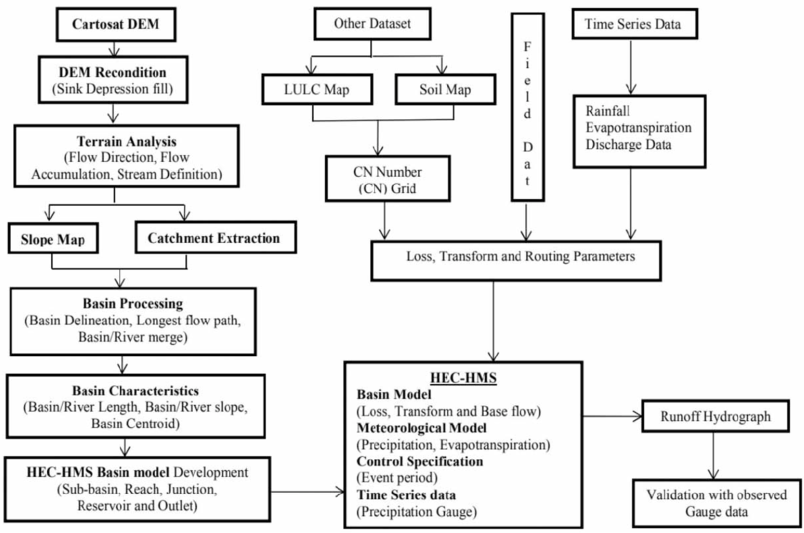 Cartosat DEM
DEM Recondition
(Sink Depression fill)
Terrain Analysis
(Flow Direction, Flow
Accumulation, Stream Definition)
Slope Map
Catchment Extraction
Basin Processing
(Basin Delineation, Longest flow path,
Basin/River merge)
Basin Characteristics
(Basin/River Length, Basin/River slope,
Basin Centroid)
HEC-HMS Basin model Development
(Sub-basin, Reach, Junction,
Reservoir and Outlet)
Other Dataset
LULC Map
Soil Map
CN Number
(CN) Grid
Field Dat
Time Series Data
Rainfall
Evapotranspiration
Discharge Data
Loss, Transform and Routing Parameters
HEC-HMS
Basin Model
(Loss, Transform and Base flow)
Meteorological Model
(Precipitation, Evapotranspiration)
Control Specification
(Event period)
Time Series data
(Precipitation Gauge)
Runoff Hydrograph
Validation with observed
Gauge data